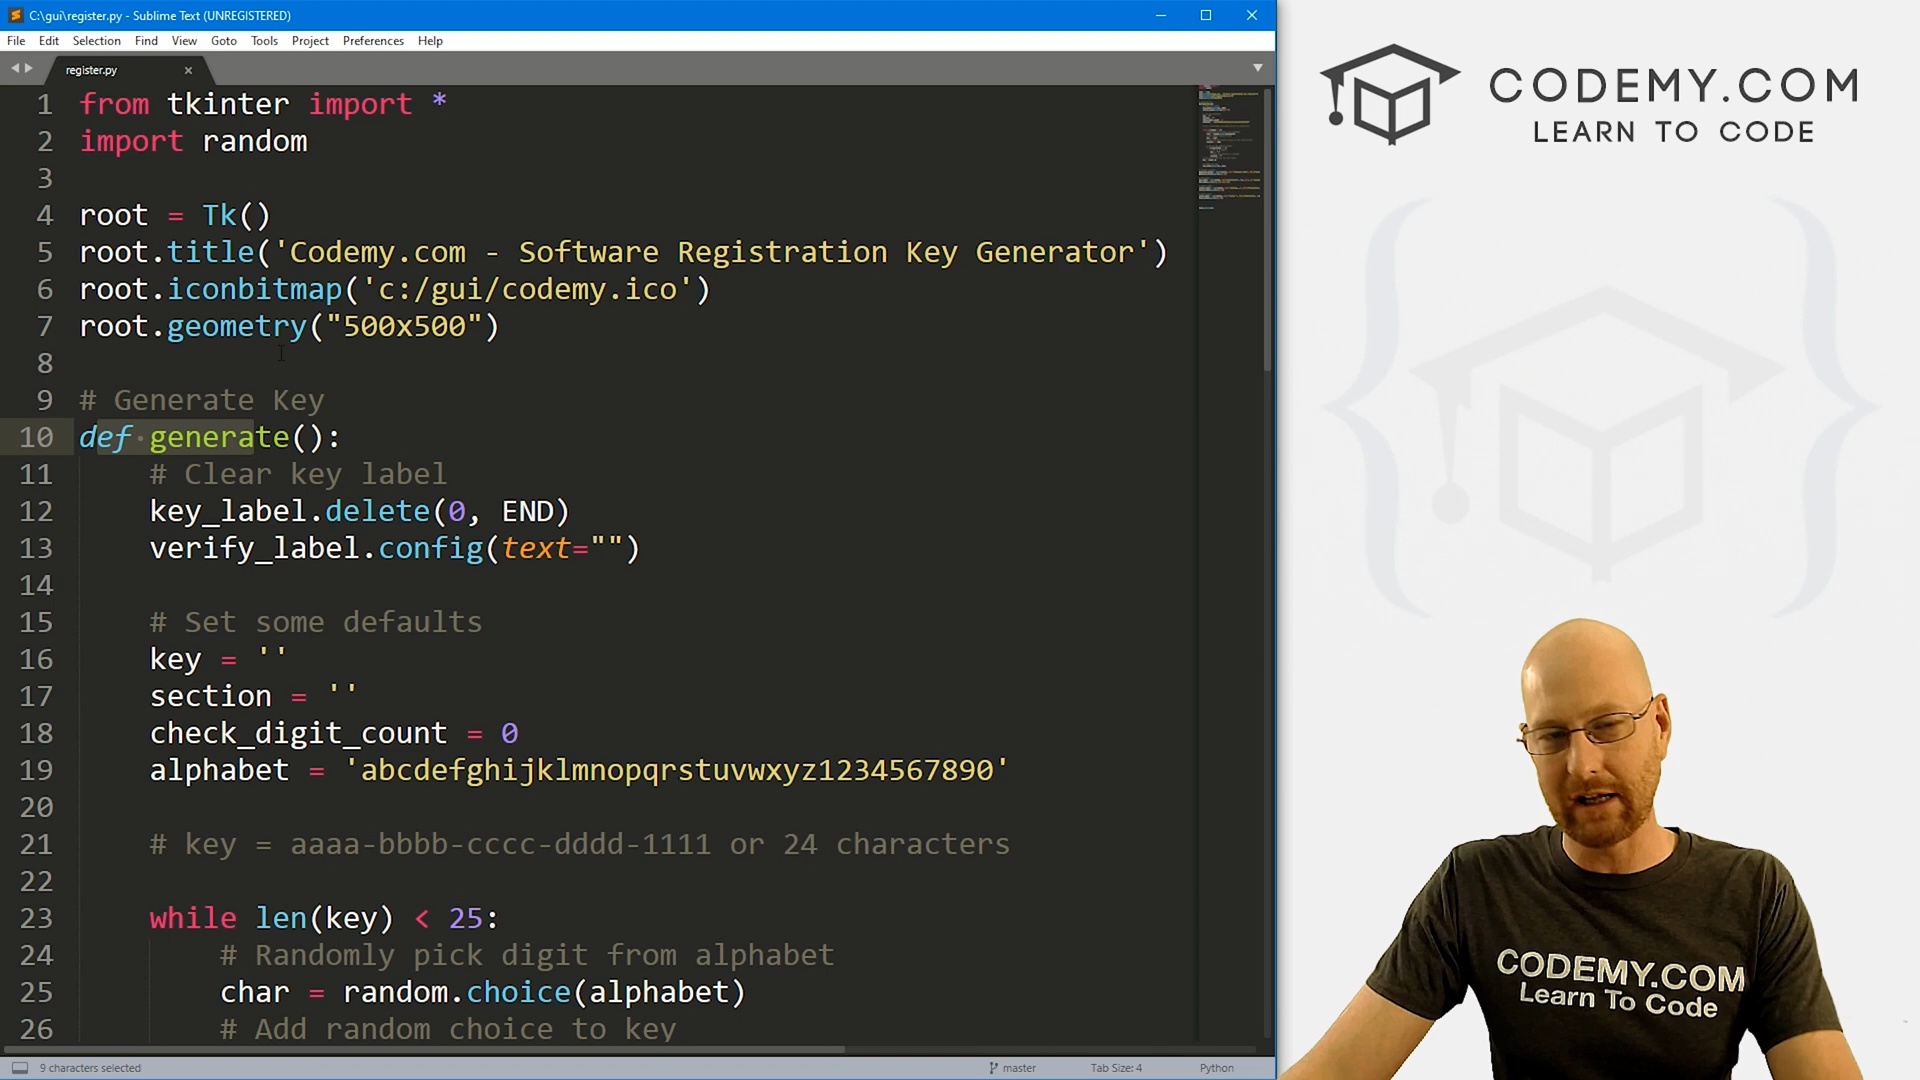 C:\gui\register.py - Sublime Text (UNREGISTERED)
File Edit Selection Find View Goto Tools Project Preferences Help
register.py
1 from tkinter import *
2 import random
3
4 root = Tk()
5 root.title('Codemy.com - Software Registration Key Generator')
6 root.iconbitmap('c:/gui/codemy.ico')
7 root.geometry("500x500")
8
9 # Generate Key
10 def generate():
11 # Clear key label
12 key_label.delete(0, END)
13 verify_label.config(text="")
14
15 # Set some defaults
16 key = ''
17 section = ''
18 check_digit_count = 0
19 alphabet = 'abcdefghijklmnopqrstuvwxyz1234567890'
20
21 # key = aaaa-bbbb-cccc-dddd-1111 or 24 characters
22
23 while len(key) < 25:
24 # Randomly pick digit from alphabet
25 char = random.choice(alphabet)
26 # Add random choice to key
9 characters selected
master
Tab Size: 4
Python
CODEMY.COM
LEARN TO CODE
CODEMY.COM
Learn To Code